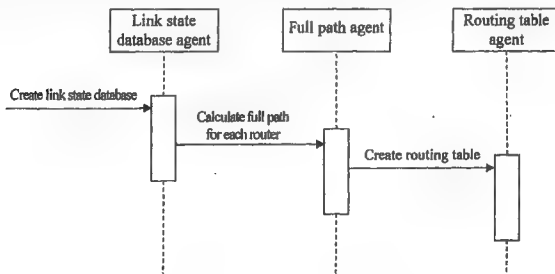 Link state
database agent
Full path agent
Routing table
agent
Create link state database
Calculate full path
for each router
Create routing table